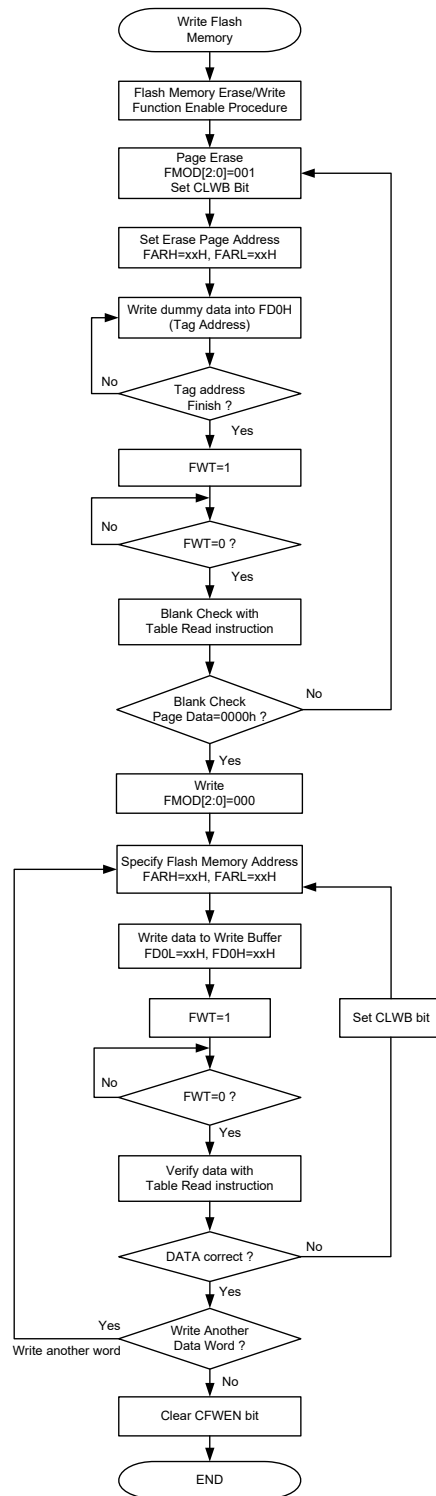 Write Flash
Memory
Flash Memory Erase/Write
Function Enable Procedure
Page Erase
FMOD[2:0]=001
Set CLWB Bit
Set Erase Page Address
FARH=xxH, FARL=xxH
Write dummy data into FD0H
(Tag Address)
No
Tag address
Finish ?
Yes
FWT=1
No
FWT=0 ?
Yes
Blank Check with
Table Read instruction
No
Blank Check
Page Data=0000h ?
Yes
Write
FMOD[2:0]=000
Specify Flash Memory Address
FARH=xxH, FARL=xxH
Write data to Write Buffer
FD0L=xxH, FD0H=xxH
FWT=1
Set CLWB bit
No
FWT=0 ?
Yes
Verify data with
Table Read instruction
No
DATA correct ?
Yes
Yes
Write another word
Write Another
Data Word ?
No
Clear CFWEN bit
END